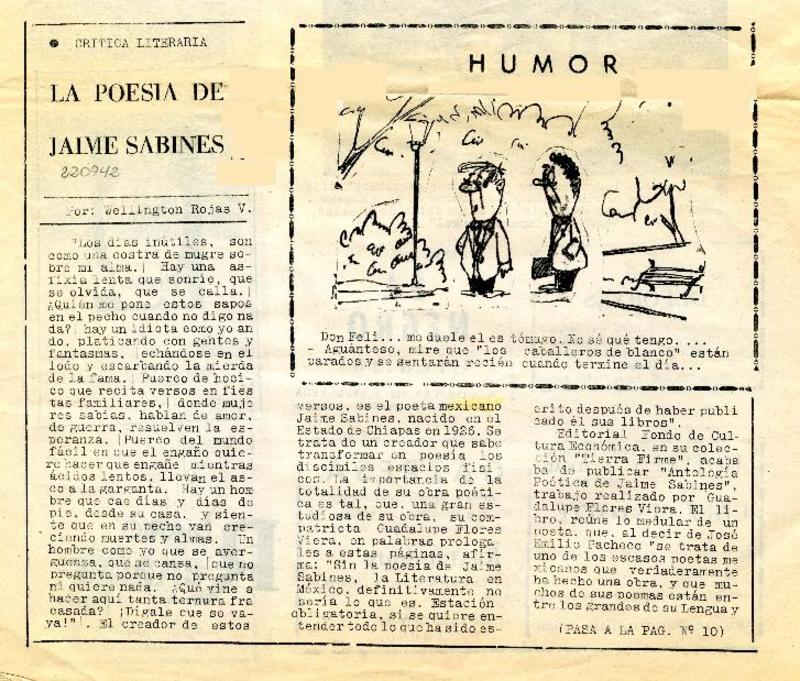 ● CRITICA LITERARIA
LA POESIA DE
JAIME SABINES
220942
Por: Wellington Rojas V.
"Los días inútiles, son
como una costra de mugre so-
bre mi alma.| Hay una as-
fixia lenta que sonríe, que
se olvida, que se calla.|
¿Quién me pone estos sapos
en el pecho cuando no digo na
da?| hay un idiota como yo an
do, platicando con gentes y
fantasmas, |echándose en el
lodo y escarbando la mierda
de la fama.| Puerco de hoci-
co que recita versos en fies
tas familiares,| donde muje
res sabias, hablan de amor,
de guerra, resuelven la es-
peranza. |Puerco del mundo
fácil en que el engaño quie-
re hacer que engañe mientras
ácidos lentos, llevan el as-
co a la garganta. Hay un hom
bre que cae días y días de
pie, desde su casa, y sien-
te que en su pecho van cre-
ciendo muertes y almas. Un
hombre como yo que se aver-
güenza, que se cansa, |que no
pregunta porque no pregunta
ni quiere nada. ¿Qué vine a
hacer aquí tanta ternura fra
casada? ¡Dígale que se va-
ya!". El creador de estos
HUMOR
Don Feli... me duele el es tómago. No sé qué tengo. ...
- Aguántese, mire que "los caballeros de blanco" están
parados y se sentarán recién cuando termine el día...
versos, es el poeta mexicano
Jaime Sabines, nacido en el
Estado de Chiapas en 1926. Se
trata de un creador que sabe
transformar en poesía los
disímiles espacios físi
cos. La importancia de la
totalidad de su obra poéti-
ca es tal, que, una gran es-
tudiosa de su obra, su com-
patricta Guadalupe Flores
Viera, en palabras prologa
les a estas páginas, afir-
ma: "Sin la poesía de Jaime
Sabines, la Literatura en
México, definitivamente no
sería lo que es. Estación
obligatoria, si se quiere en-
tender todo lo que ha sido es-
crito después de haber publi
cado él sus libros".
Editorial Fondo de Cul-
tura Económica, en su colec-
ción "Tierra Firme", acaba
ba de publicar "Antología
Poética de Jaime Sabines",
trabajo realizado por Gua-
dalupe Flores Viera. El li-
bro, reúne lo medular de un
poeta, que, al decir de José
Emilio Pacheco "se trata de
uno de los escasos poetas me
xicanos que verdaderamente
ha hecho una obra, y que mu-
chos de sus poemas están en-
tre los grandes de su Lengua y
(PASA A LA PAG. Nº 10)